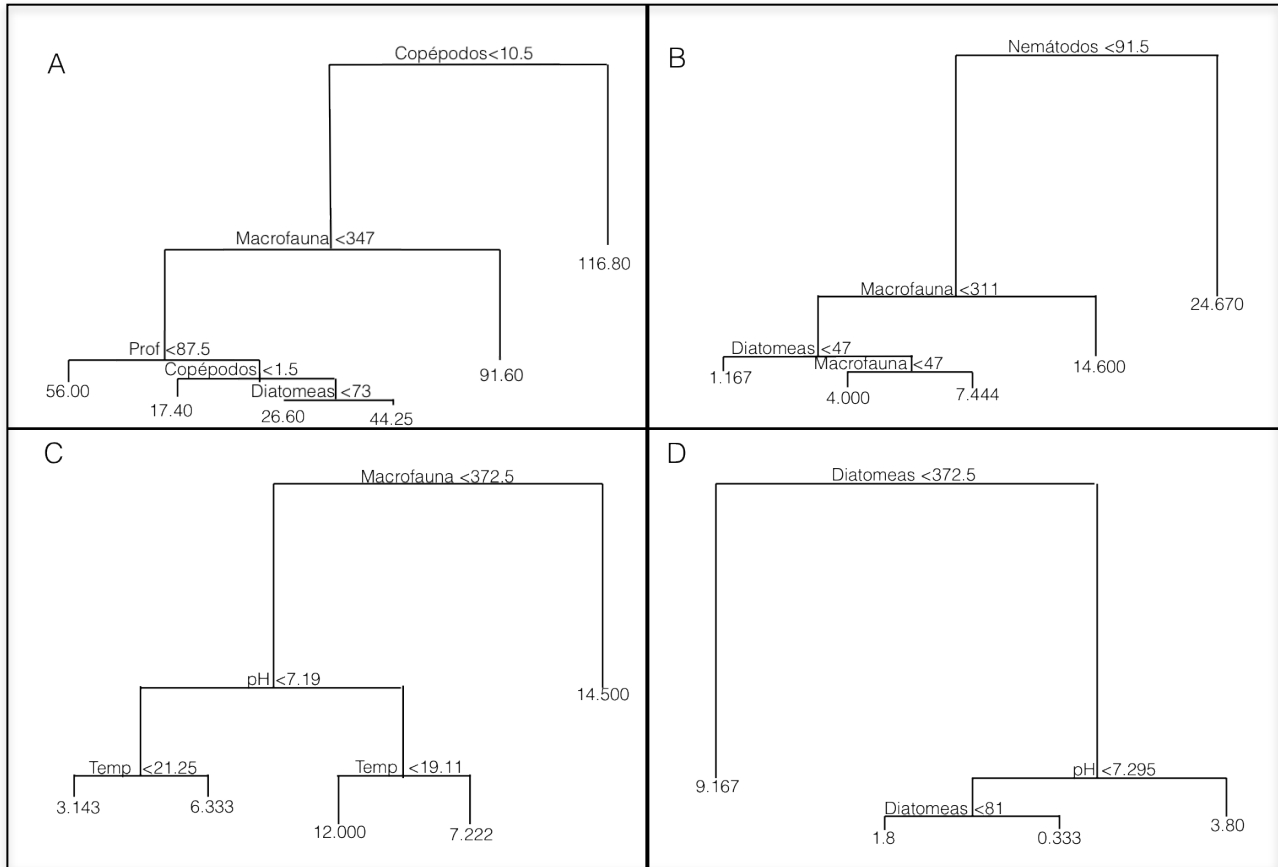 A
Copépodos<10.5
Macrofauna <347
116.80
Prof <87.5
91.60
56.00
Copépodos <1.5
17.40
Diatomeas <73
26.60
44.25
B
Nemátodos <91.5
Macrofauna <311
24.670
Diatomeas <47
14.600
1.167
Macrofauna <47
4.000
7.444
C
Macrofauna <372.5
pH <7.19
14.500
Temp <21.25
Temp <19.11
3.143
6.333
12.000
7.222
D
Diatomeas <372.5
pH <7.295
9.167
Diatomeas <81
3.80
1.8
0.333